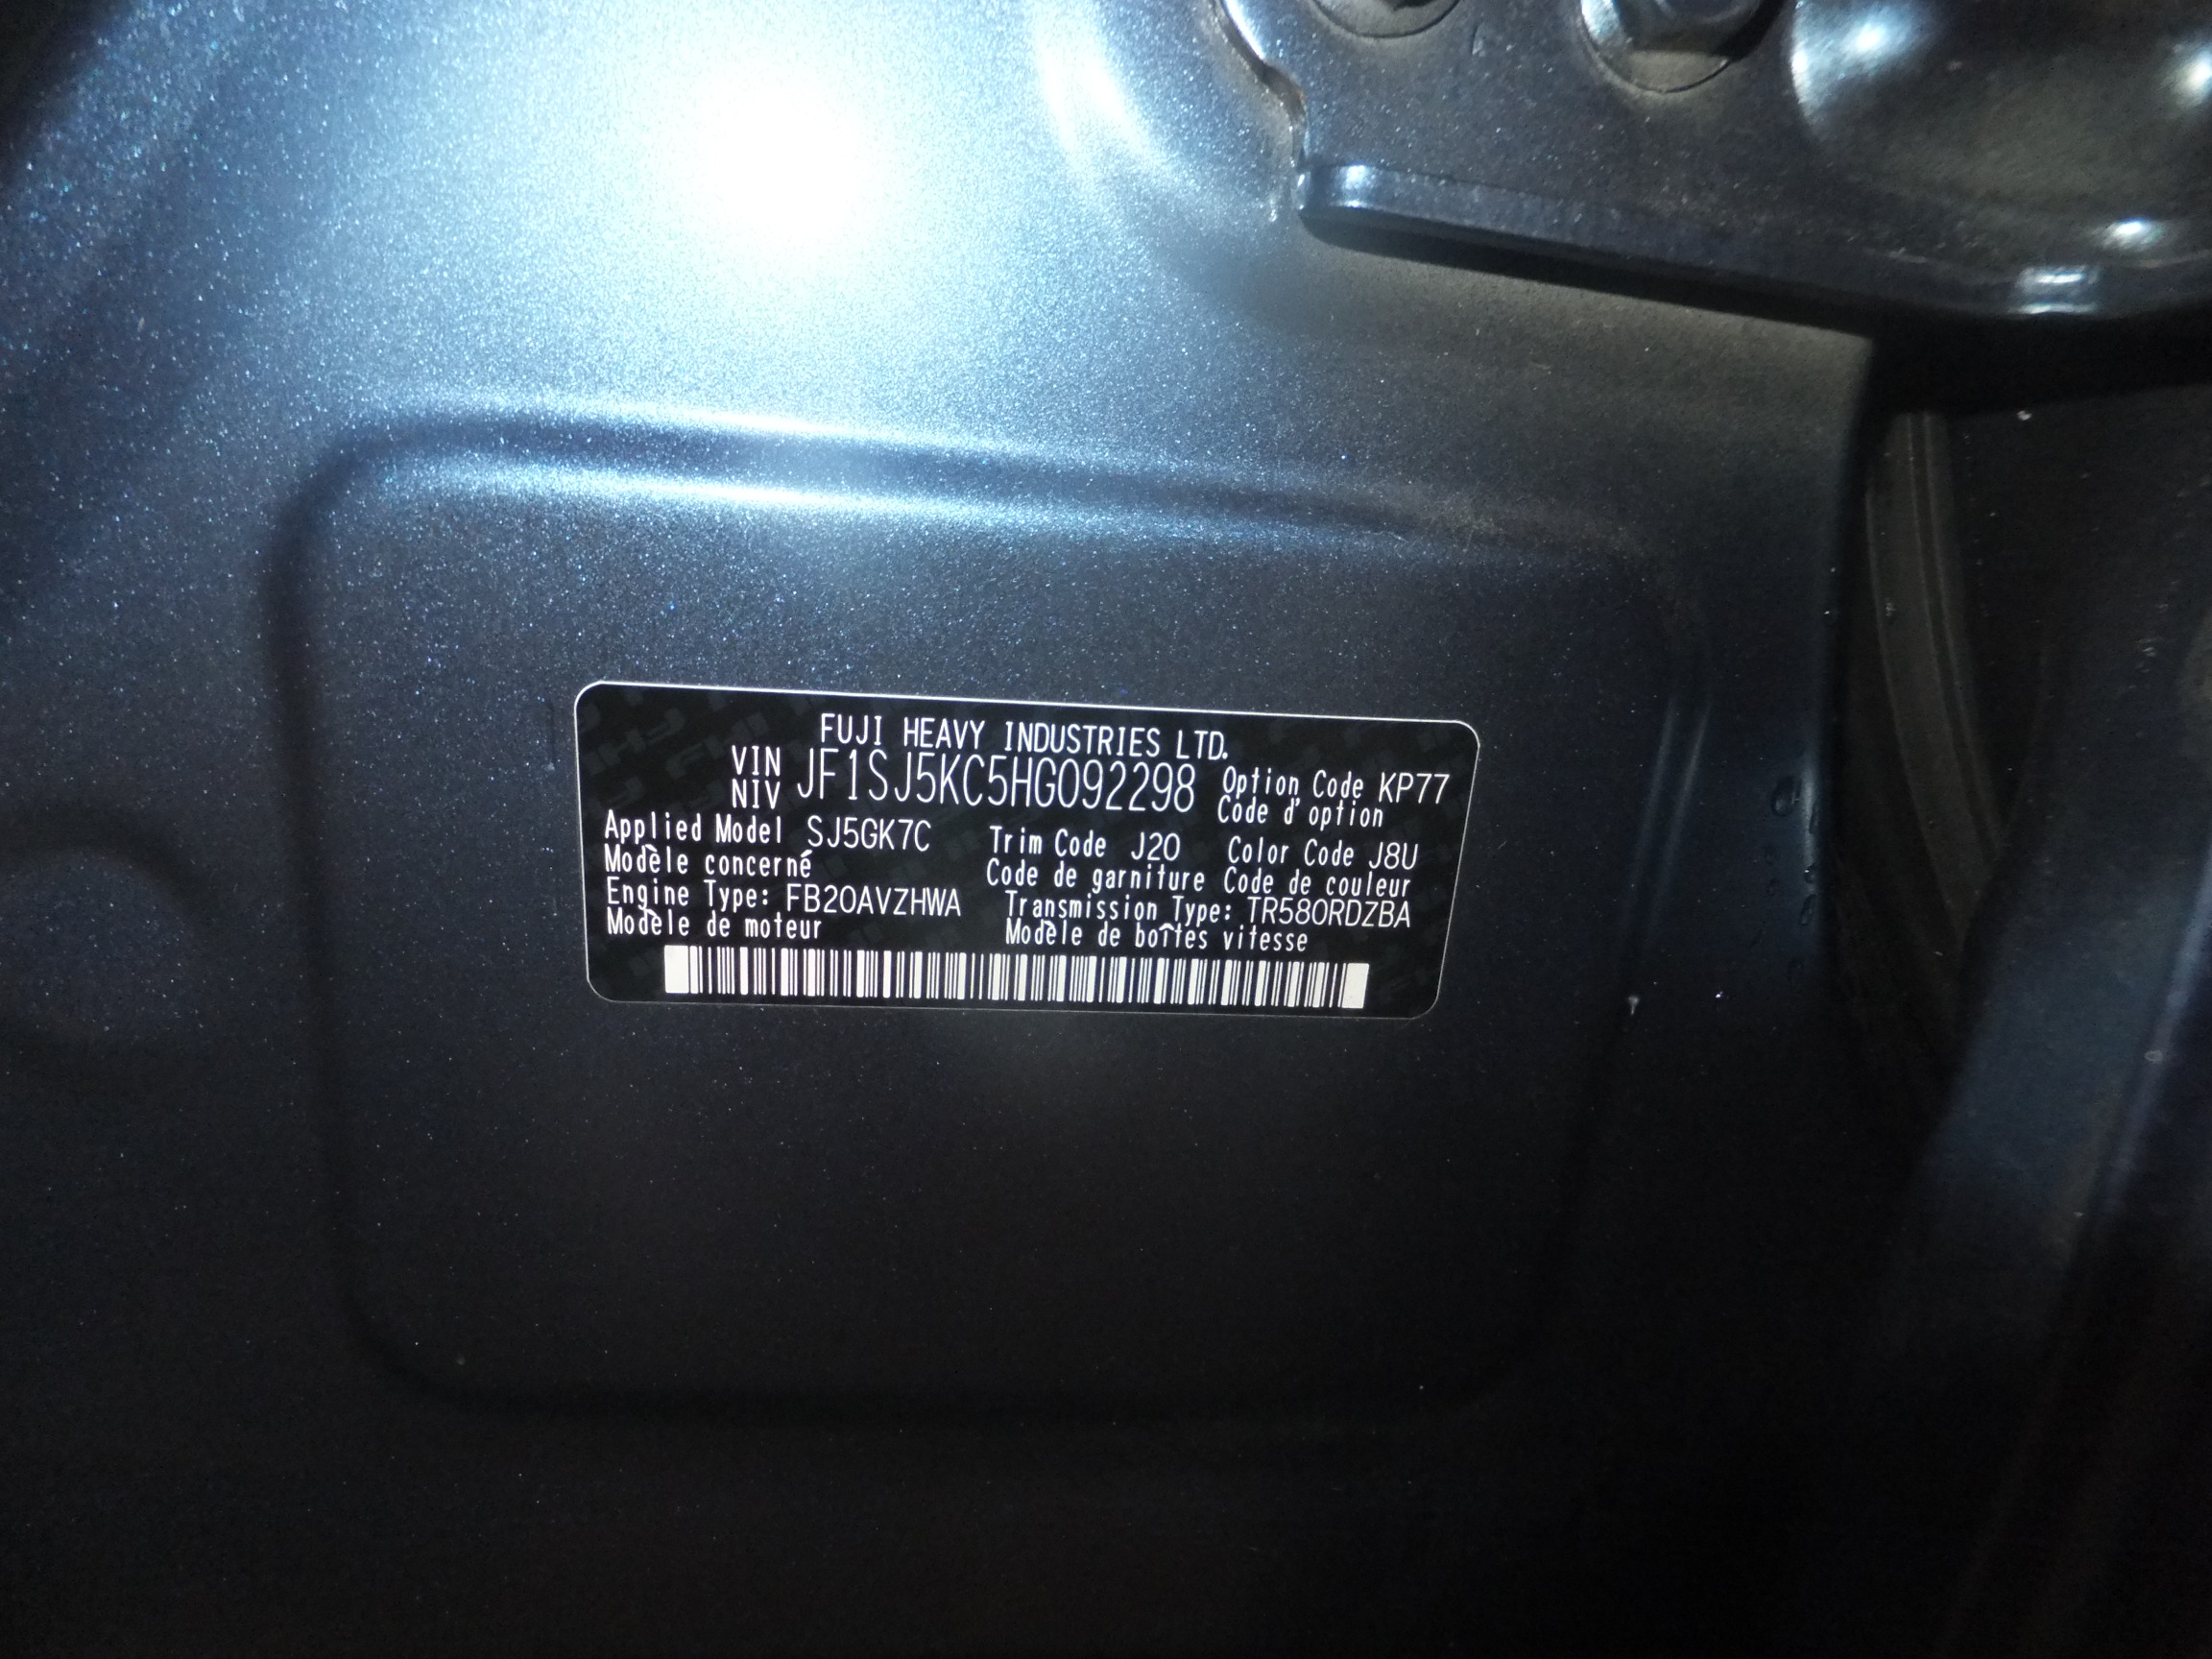 FUJI HEAVY INDUSTRIES LTD.
VIN
NIV JF1SJ5KC5HG092298 Option Code KP77
Code d'option
Applied Model SJ5GK7C Trim Code J20 Color Code J8U
Modèle concerné Code de garniture Code de couleur
Engine Type: FB20AVZHWA Transmission Type: TR580RDZBA
Modèle de moteur Modèle de boîtes vitesse